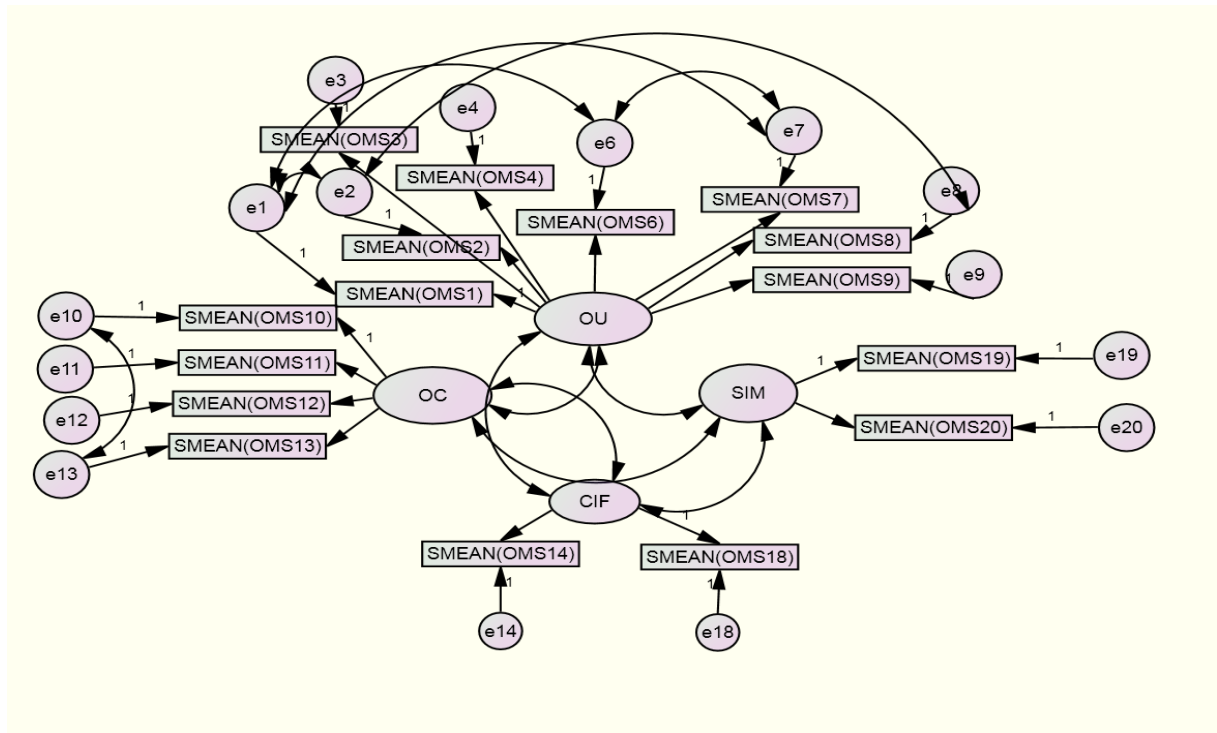 e3
1
SMEAN(OMS3)
e4
1
SMEAN(OMS4)
e6
1
SMEAN(OMS6)
e7
1
SMEAN(OMS7)
e8
1
SMEAN(OMS8)
e9
1
SMEAN(OMS9)
e1
1
SMEAN(OMS1)
e2
1
SMEAN(OMS2)
1
OU
e10
1
SMEAN(OMS10)
1
e11
1
SMEAN(OMS11)
e12
1
SMEAN(OMS12)
e13
1
SMEAN(OMS13)
OC
SIM
1
SMEAN(OMS19)
1
e19
SMEAN(OMS20)
1
e20
CIF
1
SMEAN(OMS14)
SMEAN(OMS18)
1
1
e14
e18